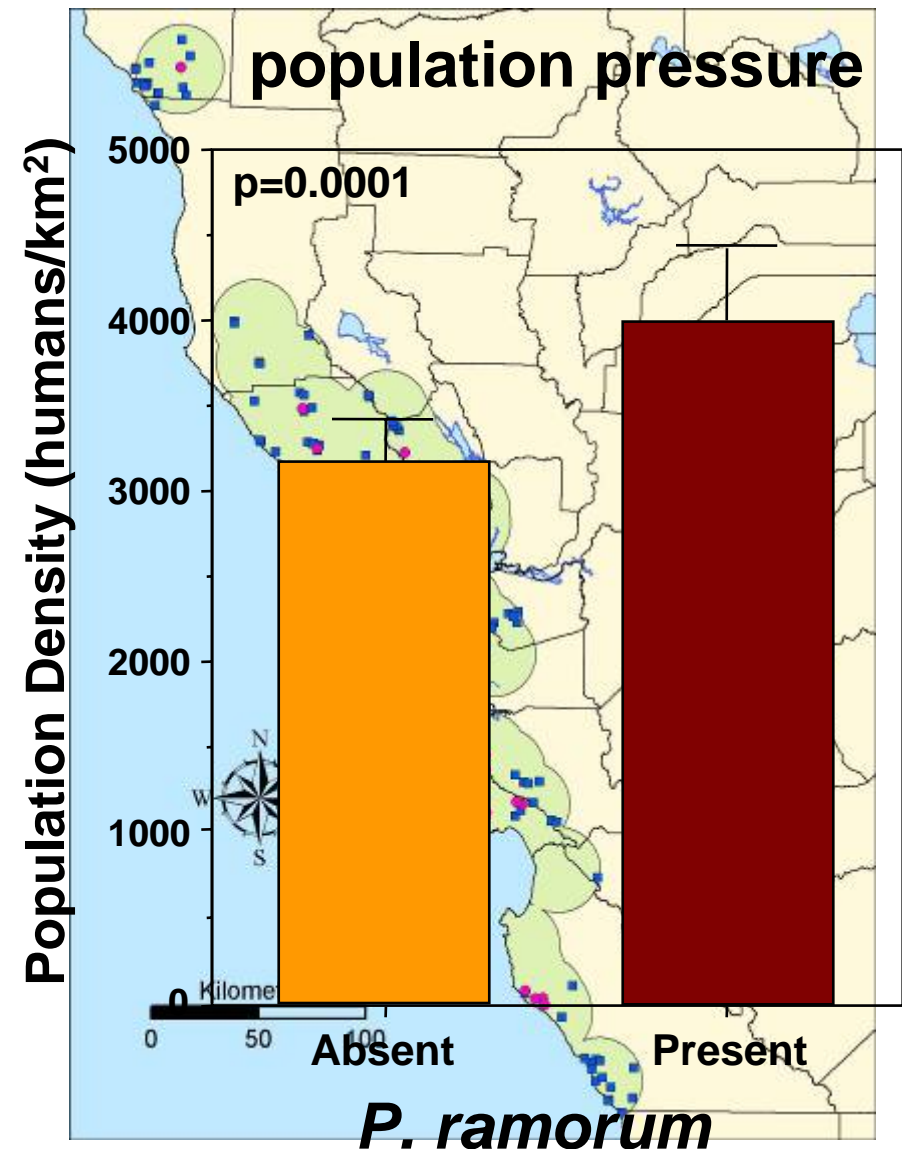 population pressure
Population Density (humans/km²)
5000
p=0.0001
4000
3000
2000
N
W
S
1000
0
Kilome
0 50 100
Absent Present
P. ramorum